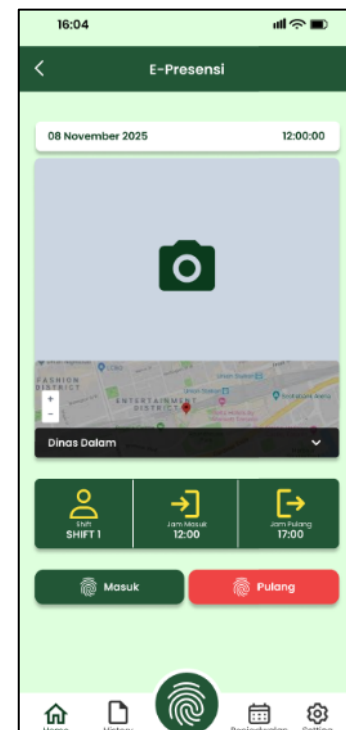 16:04
E-Presensi
08 November 2025 12:00:00
FASHION
DISTRICT
ENTERTAINMENT
DISTRICT
+
-
Dinas Dalam
Shift
SHIFT 1
Jam Masuk
12:00
Jam Pulang
17:00
Masuk
Pulang